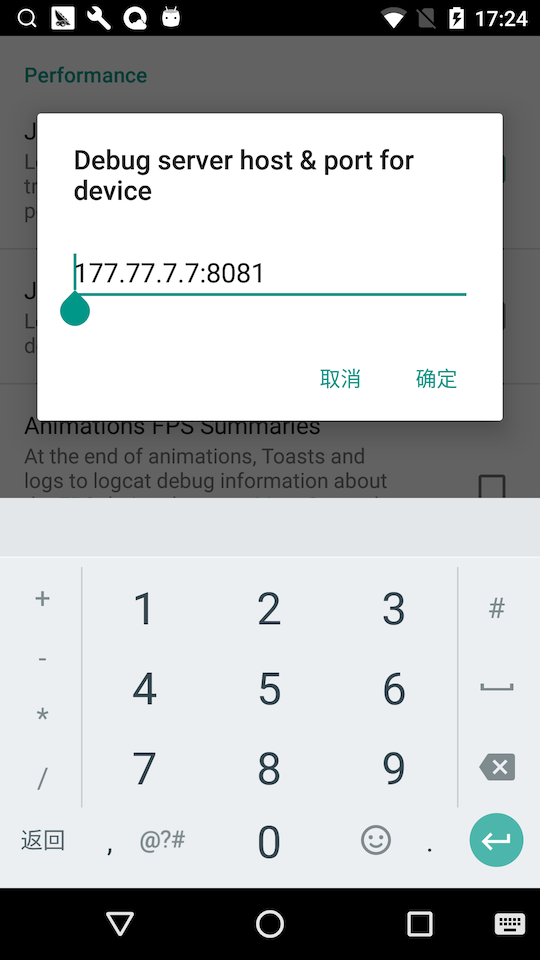 17:24
Performance
Debug server host & port for
device
177.77.7.7:8081
取消
确定
Animations FPS Summaries
At the end of animations, Toasts and
logs to logcat debug information about
+ 1 2 3 #
- 4 5 6
* 7 8 9
/
返回 , @?# 0 .